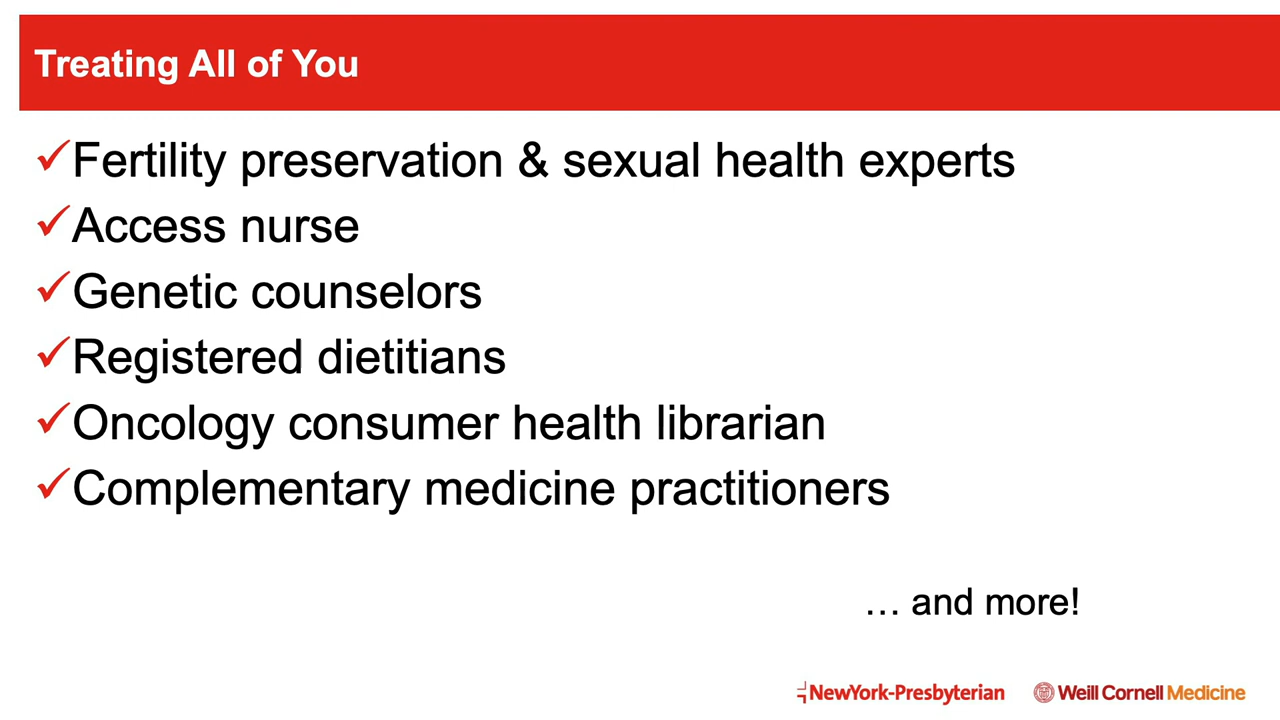 Treating All of You
✓Fertility preservation & sexual health experts
✓Access nurse
✓Genetic counselors
✓Registered dietitians
✓Oncology consumer health librarian
✓Complementary medicine practitioners
… and more!
NewYork-Presbyterian
Weill Cornell Medicine